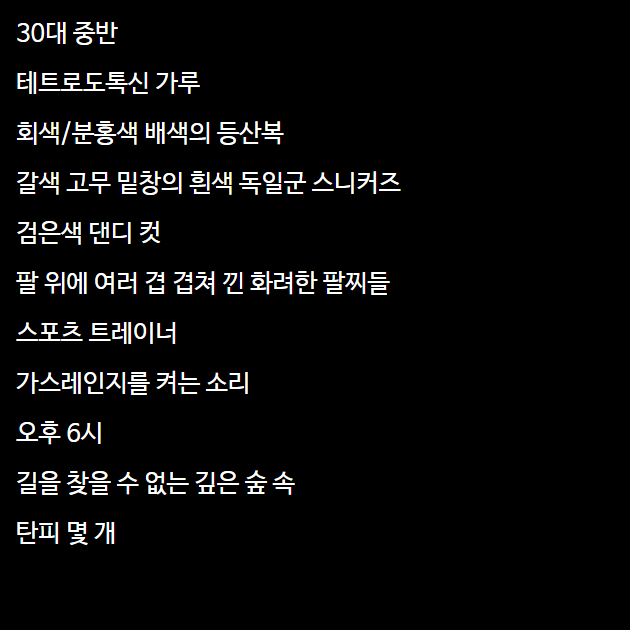 30대 중반
테트로도톡신 가루
회색/분홍색 배색의 등산복
갈색 고무 밑창의 흰색 독일군 스니커즈
검은색 댄디 컷
팔 위에 여러 겹 겹쳐 낀 화려한 팔찌들
스포츠 트레이너
가스레인지를 켜는 소리
오후 6시
길을 찾을 수 없는 깊은 숲 속
탄피 몇 개